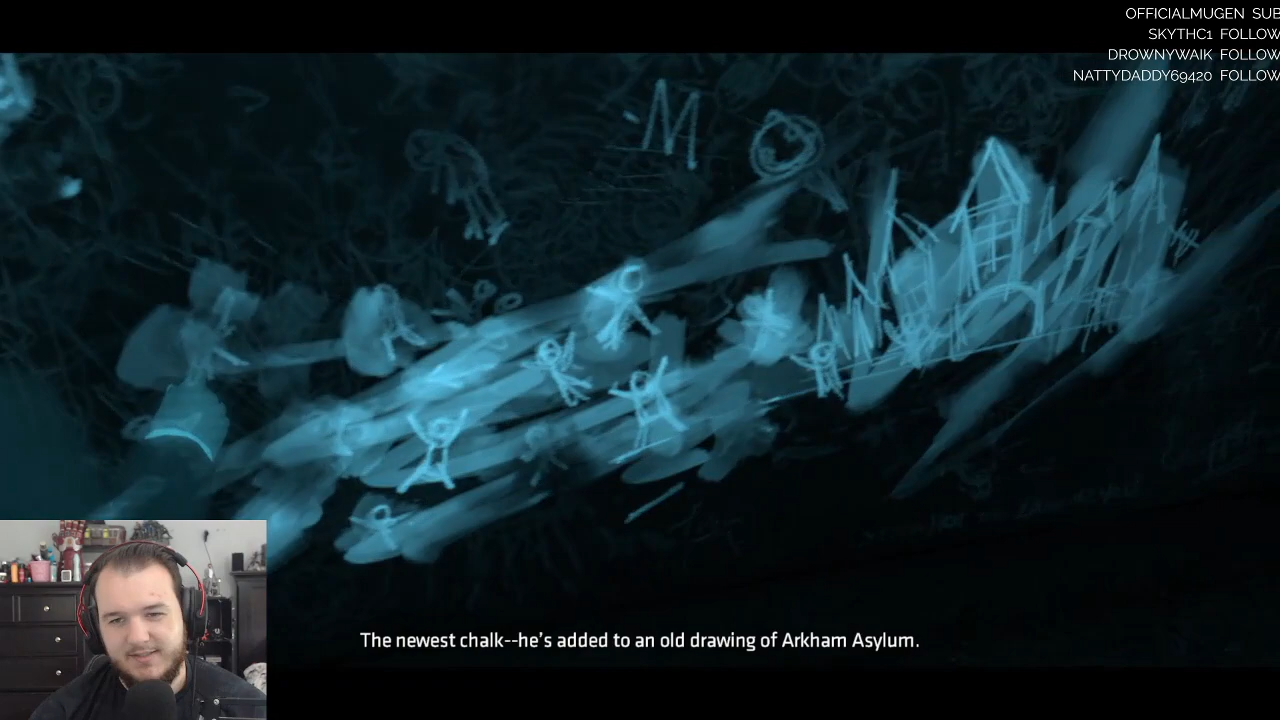 OFFICIALMUGEN SUB
SKYTHC1 FOLLOW
DROWNYWAIK FOLLOW
NATTYDADDY69420 FOLLOW
M
The newest chalk--he's added to an old drawing of Arkham Asylum.